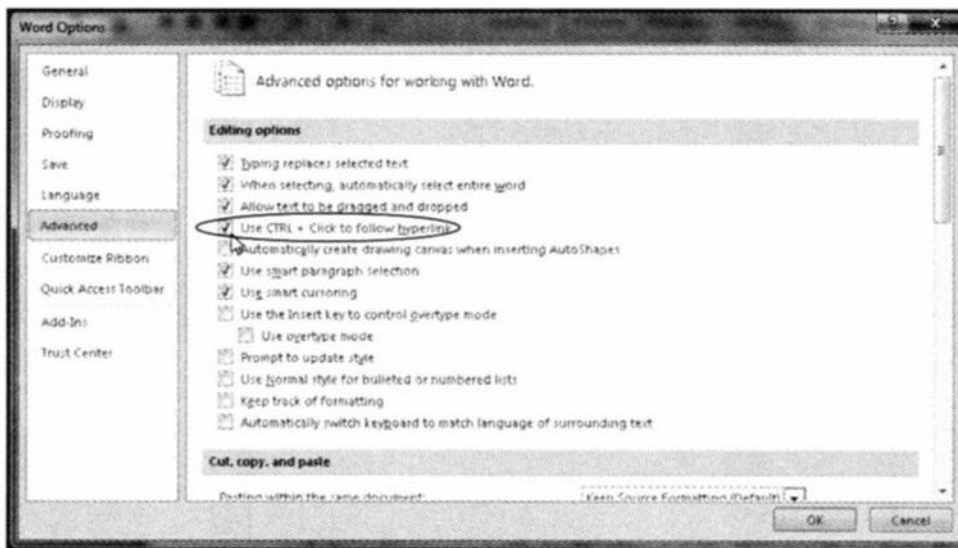 Word Options
General
Display
Proofing
Save
Language
Advanced
Customize Ribbon
Quick Access Toolbar
Add-Ins
Trust Center
Advanced options for working with Word.
Editing options
Typing replaces selected text
When selecting, automatically select entire word
Allow text to be dragged and dropped
Use CTRL + Click to follow hyperlink
Automatically create drawing canvas when inserting AutoShapes
Use smart paragraph selection
Use smart cursoring
Use the Insert key to control overtype mode
Use overtype mode
Prompt to update style
Use Normal style for bulleted or numbered lists
Keep track of formatting
Automatically switch keyboard to match language of surrounding text
Cut, copy, and paste
Pasting within the same document:
Keep Source Formatting (Default)
OK
Cancel